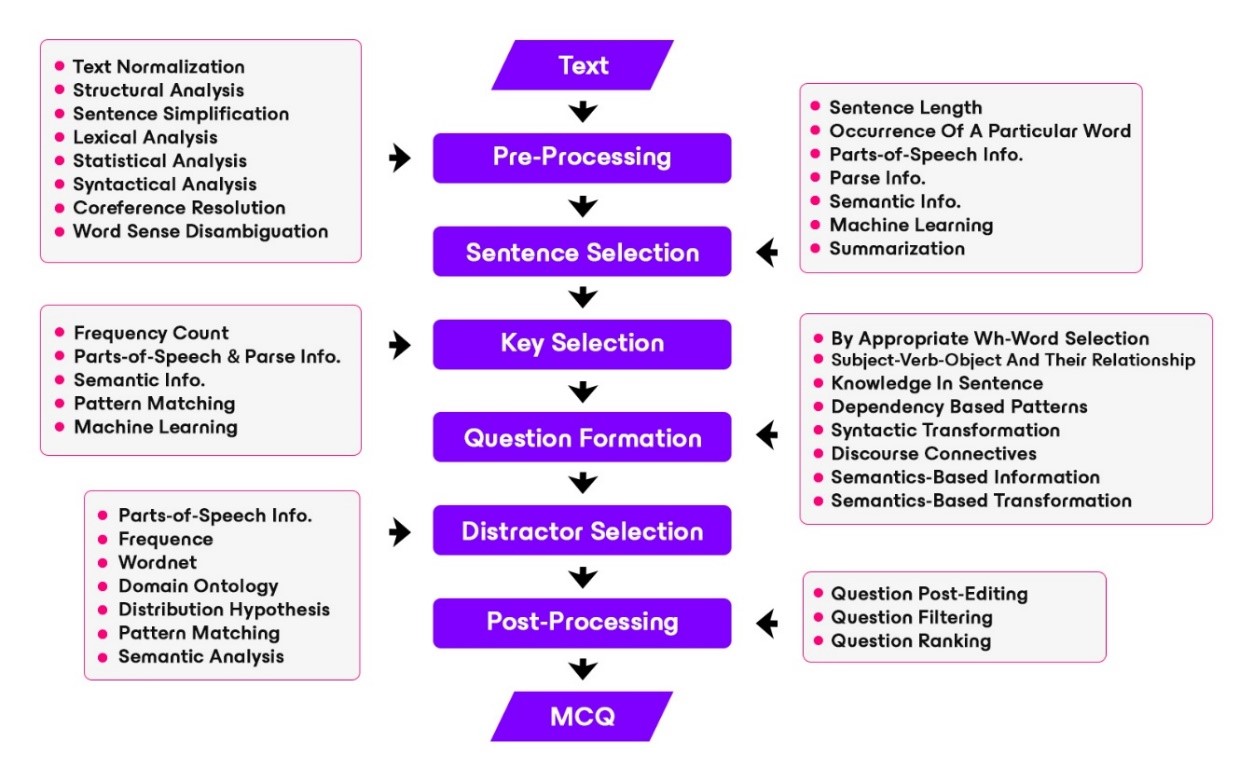 Text
Text Normalization
Structural Analysis
Sentence Simplification
Lexical Analysis
Statistical Analysis
Syntactical Analysis
Coreference Resolution
Word Sense Disambiguation
Pre-Processing
Sentence Selection
Sentence Length
Occurrence Of A Particular Word
Parts-of-Speech Info.
Parse Info.
Semantic Info.
Machine Learning
Summarization
Frequency Count
Parts-of-Speech & Parse Info.
Semantic Info.
Pattern Matching
Machine Learning
Key Selection
Question Formation
By Appropriate Wh-Word Selection
Subject-Verb-Object And Their Relationship
Knowledge In Sentence
Dependency Based Patterns
Syntactic Transformation
Discourse Connectives
Semantics-Based Information
Semantics-Based Transformation
Parts-of-Speech Info.
Frequence
Wordnet
Domain Ontology
Distribution Hypothesis
Pattern Matching
Semantic Analysis
Distractor Selection
Post-Processing
Question Post-Editing
Question Filtering
Question Ranking
MCQ